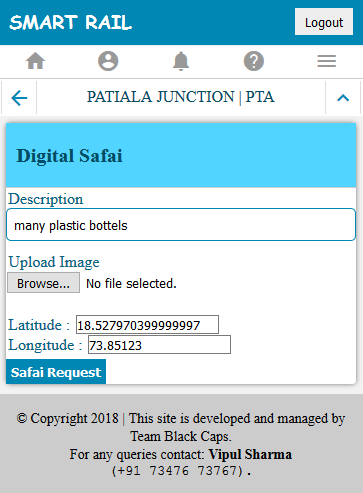 SMART RAIL
Logout
PATIALA JUNCTION | PTA
Digital Safai
Description
many plastic bottels
Upload Image
Browse... No file selected.
Latitude : 18.527970399999997
Longitude : 73.85123
Safai Request
© Copyright 2018 | This site is developed and managed by
Team Black Caps.
For any queries contact: Vipul Sharma
(+91 73476 73767).